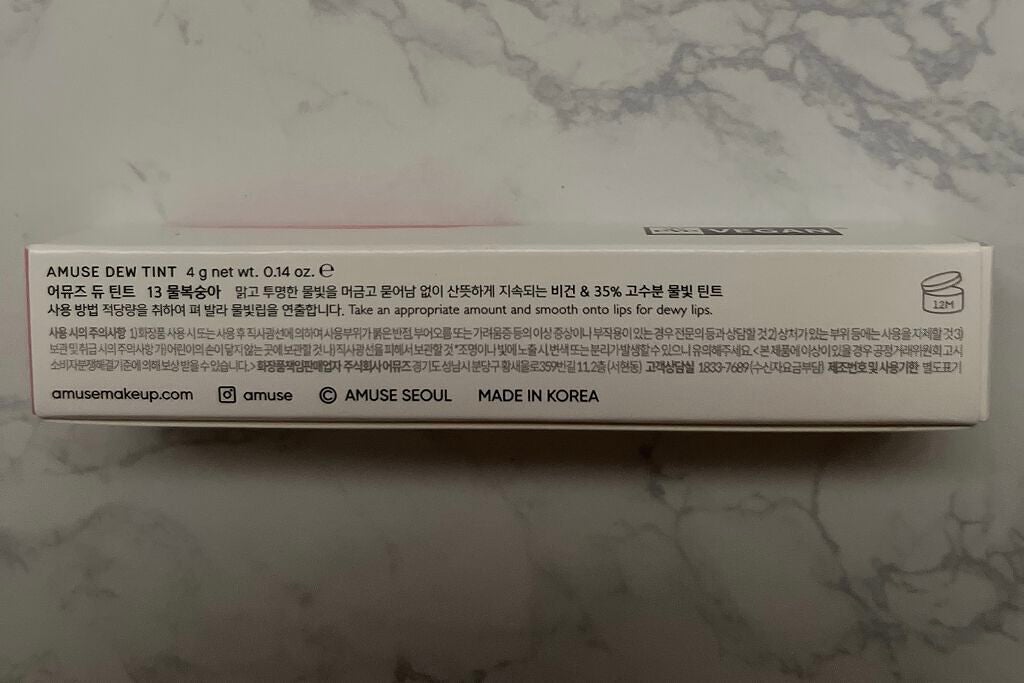 VEGAN
AMUSE DEW TINT 4 g net wt. 0.14 oz. ℮
어뮤즈 듀 틴트 13 물복숭아 맑고 투명한 물빛을 머금고 묻어남 없이 산뜻하게 지속되는 비건 & 35% 고수분 물빛 틴트
사용 방법 적당량을 취하여 펴 발라 물빛립을 연출합니다. Take an appropriate amount and smooth onto lips for dewy lips.
12M
사용 시의 주의사항 1)화장품 사용 시 또는 사용 후 직사광선에 의하여 사용부위가 붉은 반점, 부어오름 또는 가려움증 등의 이상 증상이나 부작용이 있는 경우 전문의 등과 상담할 것 2)상처가 있는 부위 등에는 사용을 자제할 것 3)
보관 및 취급 시의 주의사항 가)어린이의 손이 닿지 않는 곳에 보관할 것 나)직사광선을 피해서 보관할 것 *조명이나 빛에 노출 시, 변색 또는 분리가 발생할 수 있으니 유의해주세요. <본 제품에 이상이 있을 경우 공정거래위원회 고시
소비자분쟁해결기준에 의해 보상 받을 수 있습니다.> 화장품책임판매업자 주식회사 어뮤즈 경기도 성남시 분당구 황새울로359번길 11, 2층 (서현동) 고객상담실 1833-7689 (수신자요금부담) 제조번호 및 사용기한 별도표기
amusemakeup.com amuse © AMUSE SEOUL MADE IN KOREA